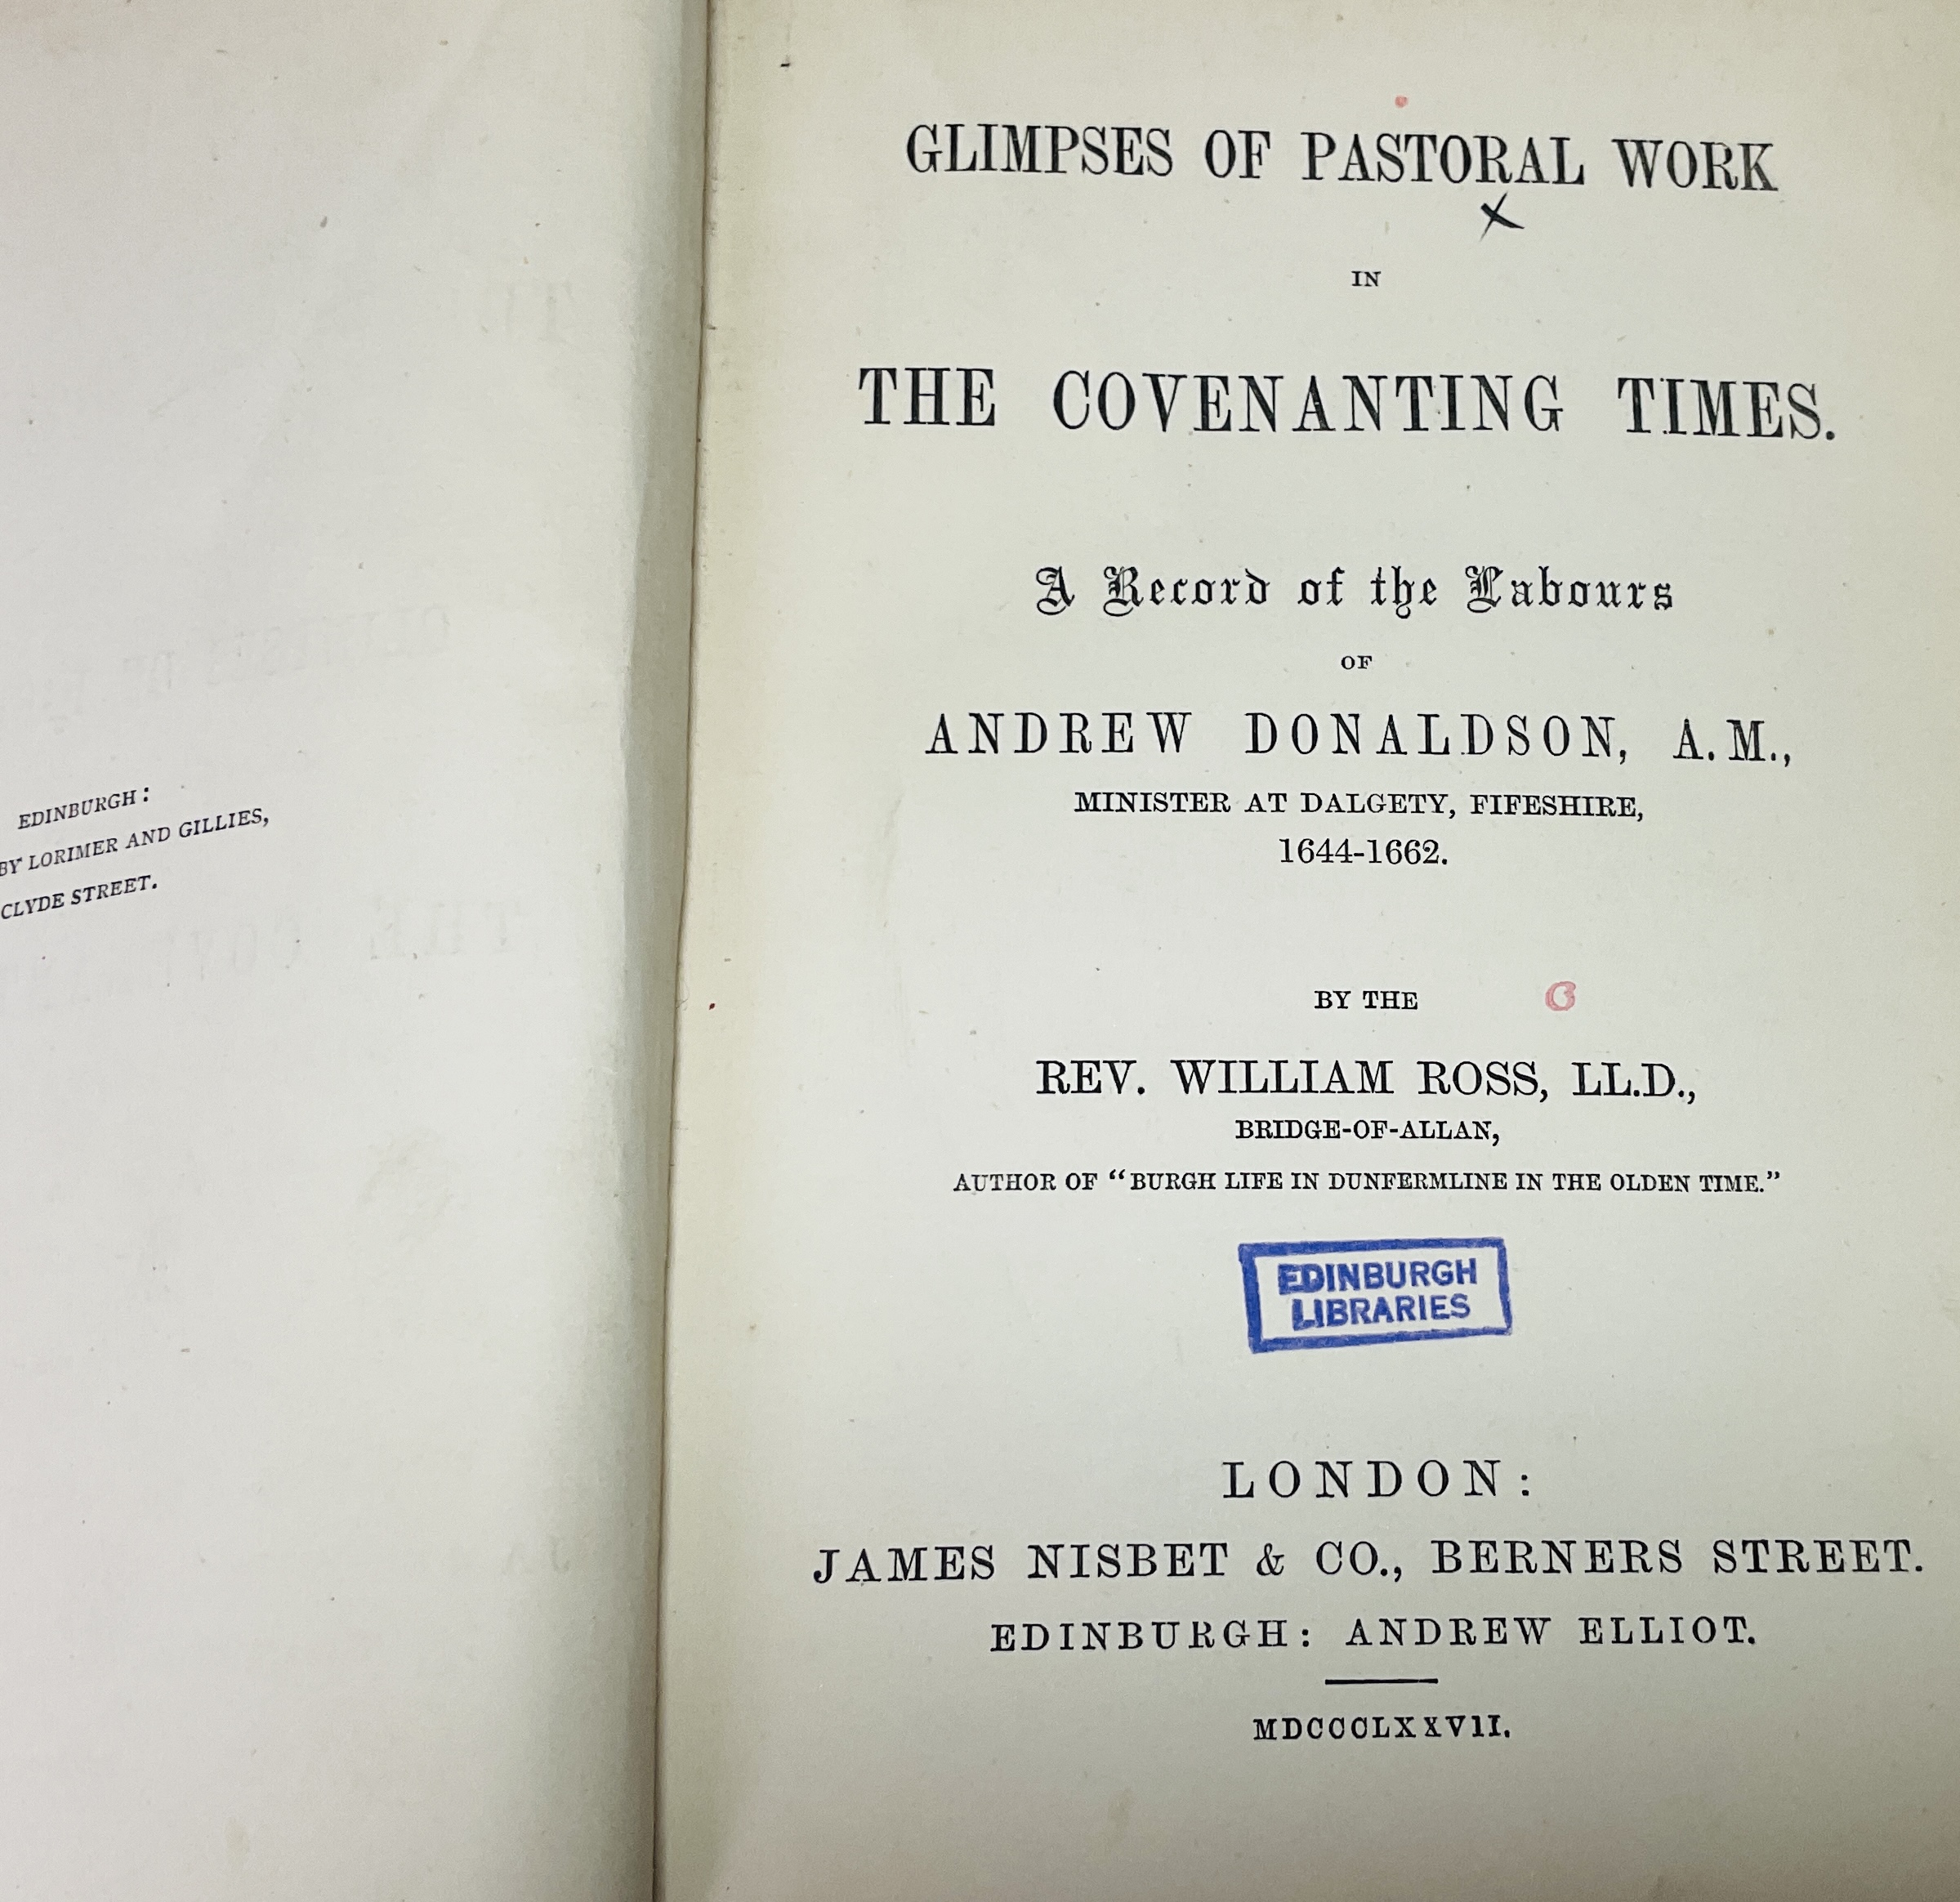 EDINBURGH:
BY LORIMER AND GILLIES,
CLYDE STREET.
GLIMPSES OF PASTORAL WORK
IN
THE COVENANTING TIMES.
A Record of the Labours
OF
ANDREW DONALDSON, A.M.,
MINISTER AT DALGETY, FIFESHIRE,
1644-1662.
BY THE
REV. WILLIAM ROSS, LL.D.,
BRIDGE-OF-ALLAN,
AUTHOR OF "BURGH LIFE IN DUNFERMLINE IN THE OLDEN TIME."
EDINBURGH
LIBRARIES
LONDON:
JAMES NISBET & CO., BERNERS STREET.
EDINBURGH: ANDREW ELLIOT.
MDCCCLXXVII.